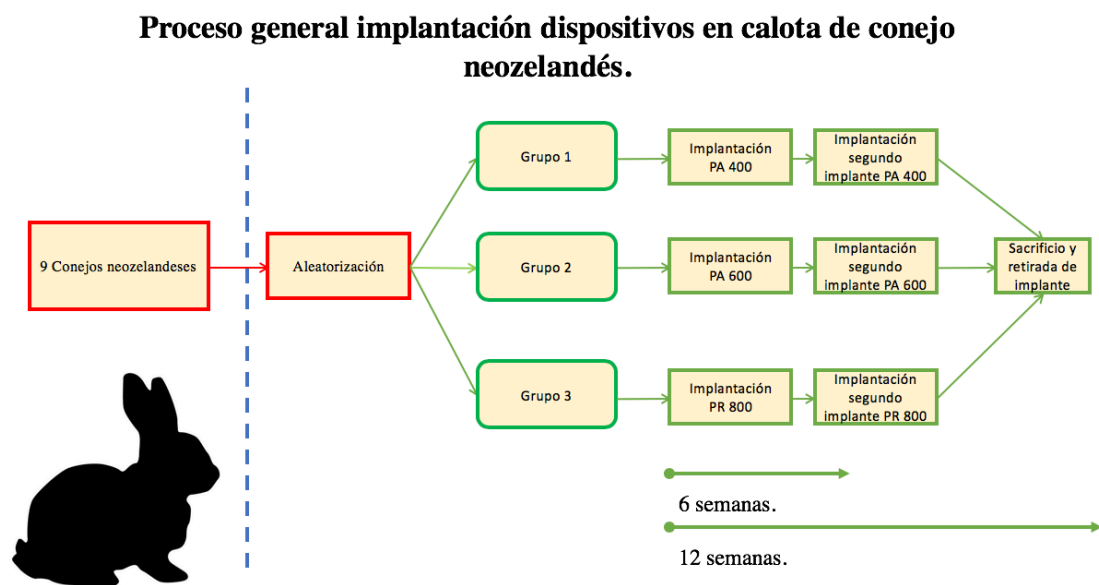 Proceso general implantación dispositivos en calota de conejo
neozelandés.
9 Conejos neozelandeses
Aleatorización
Grupo 1
Implantación
PA 400
Implantación
segundo
implante PA 400
Grupo 2
Implantación
PA 600
Implantación
segundo
implante PA 600
Sacrificio y
retirada de
implante
Grupo 3
Implantación
PR 800
Implantación
segundo
implante PR 800
6 semanas.
12 semanas.